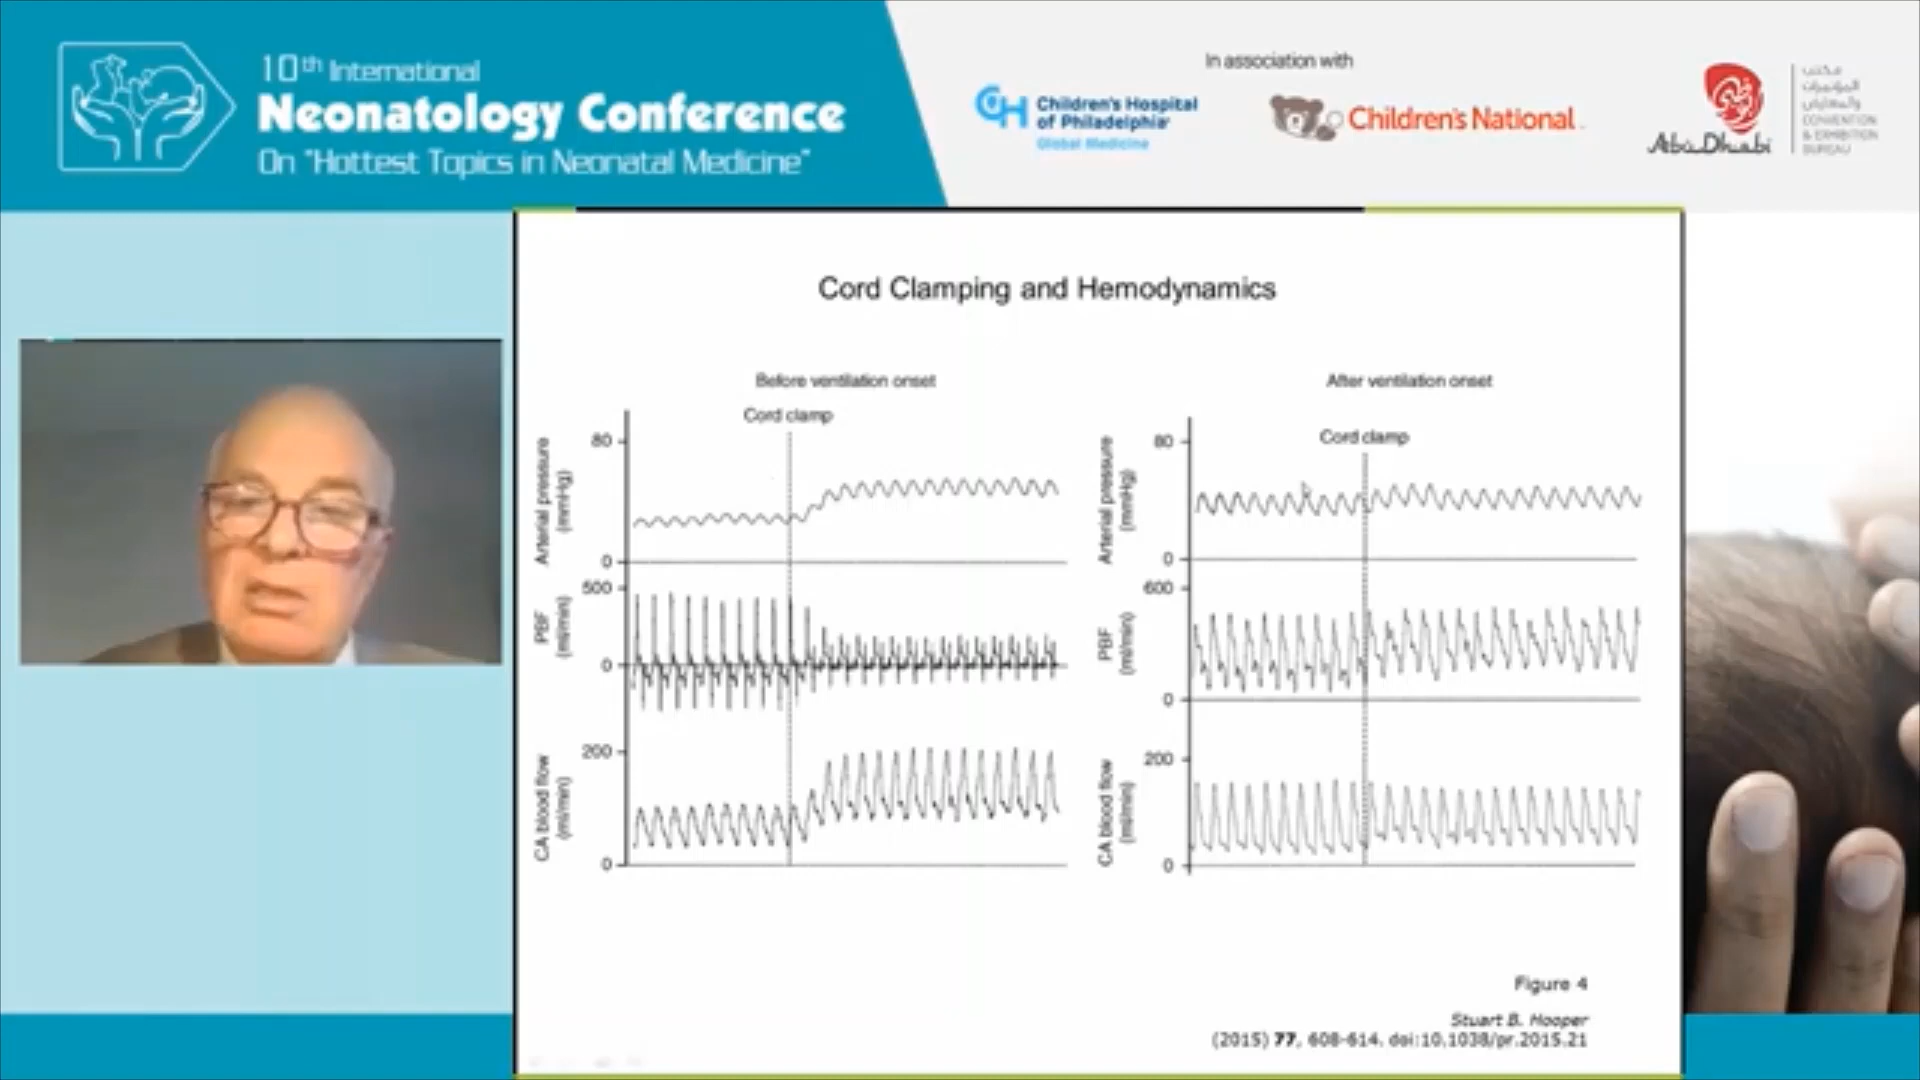 10th International
Neonatology Conference
On "Hottest Topics in Neonatal Medicine"
In association with
Children's Hospital
of Philadelphia
Global Medicine
Children's National
Abu Dhabi
مكتب
المؤتمرات
والمعارض
CONVENTION
& EXHIBITION
BUREAU
Cord Clamping and Hemodynamics
Before ventilation onset
Cord clamp
Arterial pressure
(mmHg)
80
0
PBF
(ml/min)
500
0
CA blood flow
(ml/min)
200
0
After ventilation onset
Cord clamp
Arterial pressure
(mmHg)
80
0
PBF
(ml/min)
600
0
CA blood flow
(ml/min)
200
0
Figure 4
Stuart B. Hooper
(2015) 77, 608-614. doi:10.1038/pr.2015.21